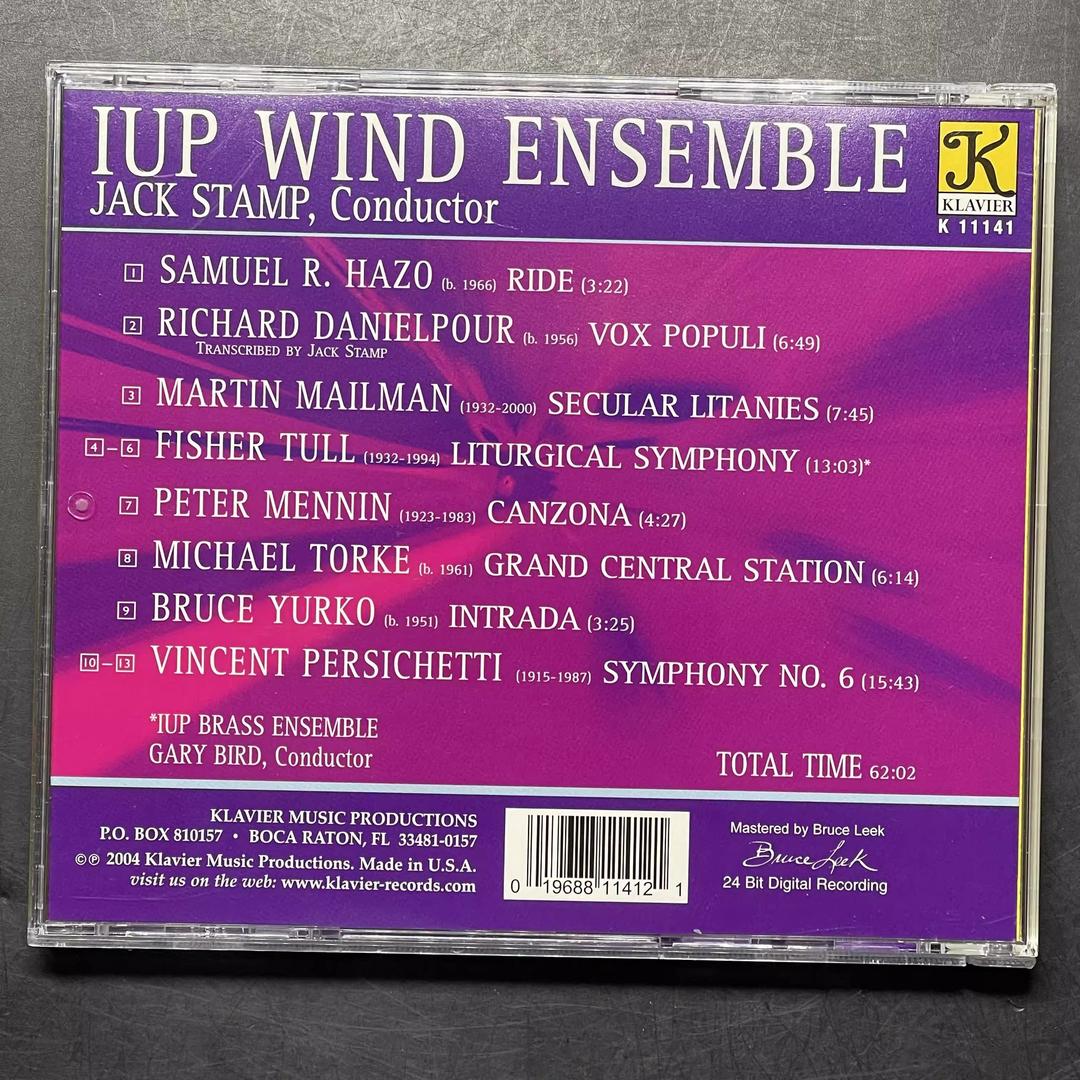 IUP WIND ENSEMBLE
JACK STAMP, Conductor
K
KLAVIER
K 11141
1 SAMUEL R. HAZO (b. 1966) RIDE (3:22)
2 RICHARD DANIELPOUR (b. 1956) VOX POPULI (6:49)
TRANSCRIBED BY JACK STAMP
3 MARTIN MAILMAN (1932-2000) SECULAR LITANIES (7:45)
4-6 FISHER TULL (1932-1994) LITURGICAL SYMPHONY (13:03)*
7 PETER MENNIN (1923-1983) CANZONA (4:27)
8 MICHAEL TORKE (b. 1961) GRAND CENTRAL STATION (6:14)
9 BRUCE YURKO (b. 1951) INTRADA (3:25)
10-13 VINCENT PERSICHETTI (1915-1987) SYMPHONY NO. 6 (15:43)
*IUP BRASS ENSEMBLE
GARY BIRD, Conductor
TOTAL TIME 62:02
KLAVIER MUSIC PRODUCTIONS
P.O. BOX 810157 • BOCA RATON, FL 33481-0157
©℗ 2004 Klavier Music Productions. Made in U.S.A.
visit us on the web: www.klavier-records.com
0 19688 11412 1
Mastered by Bruce Leek
Bruce Leek
24 Bit Digital Recording